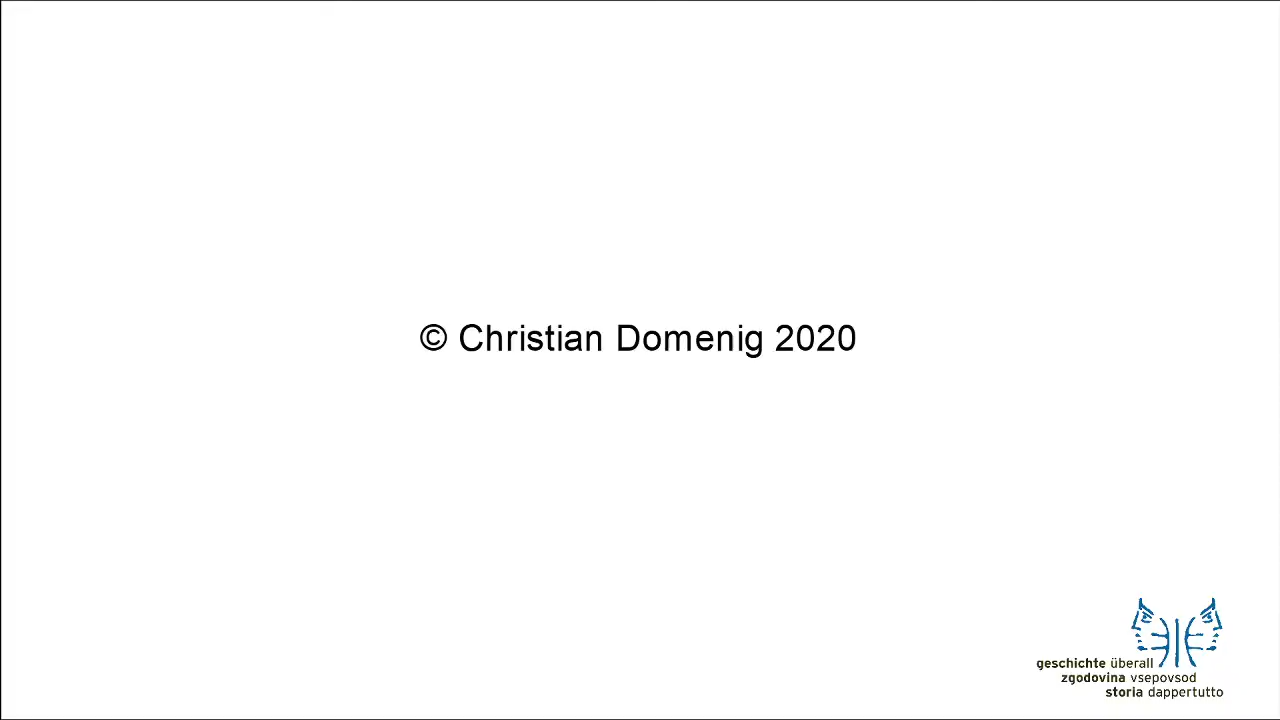 © Christian Domenig 2020
geschichte überall
zgodovina vsepovsod
storia dappertutto